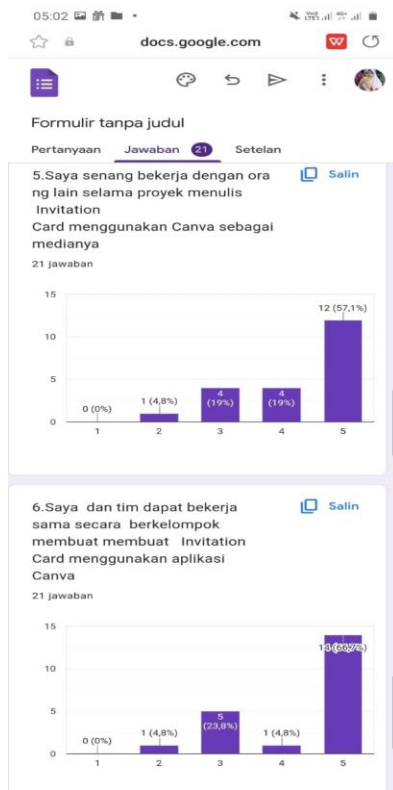 05:02
docs.google.com
Formulir tanpa judul
Pertanyaan Jawaban 21 Setelan
5.Saya senang bekerja dengan ora
ng lain selama proyek menulis
Invitation
Card menggunakan Canva sebagai
medianya
Salin
21 jawaban
15
10
5
0
0 (0%)
1 (4,8%)
4
(19%)
4
(19%)
12 (57,1%)
1 2 3 4 5
6.Saya dan tim dapat bekerja
sama secara berkelompok
membuat membuat Invitation
Card menggunakan aplikasi
Canva
Salin
21 jawaban
15
10
5
0
0 (0%)
1 (4,8%)
5
(23,8%)
1 (4,8%)
14 (66,7%)
1 2 3 4 5